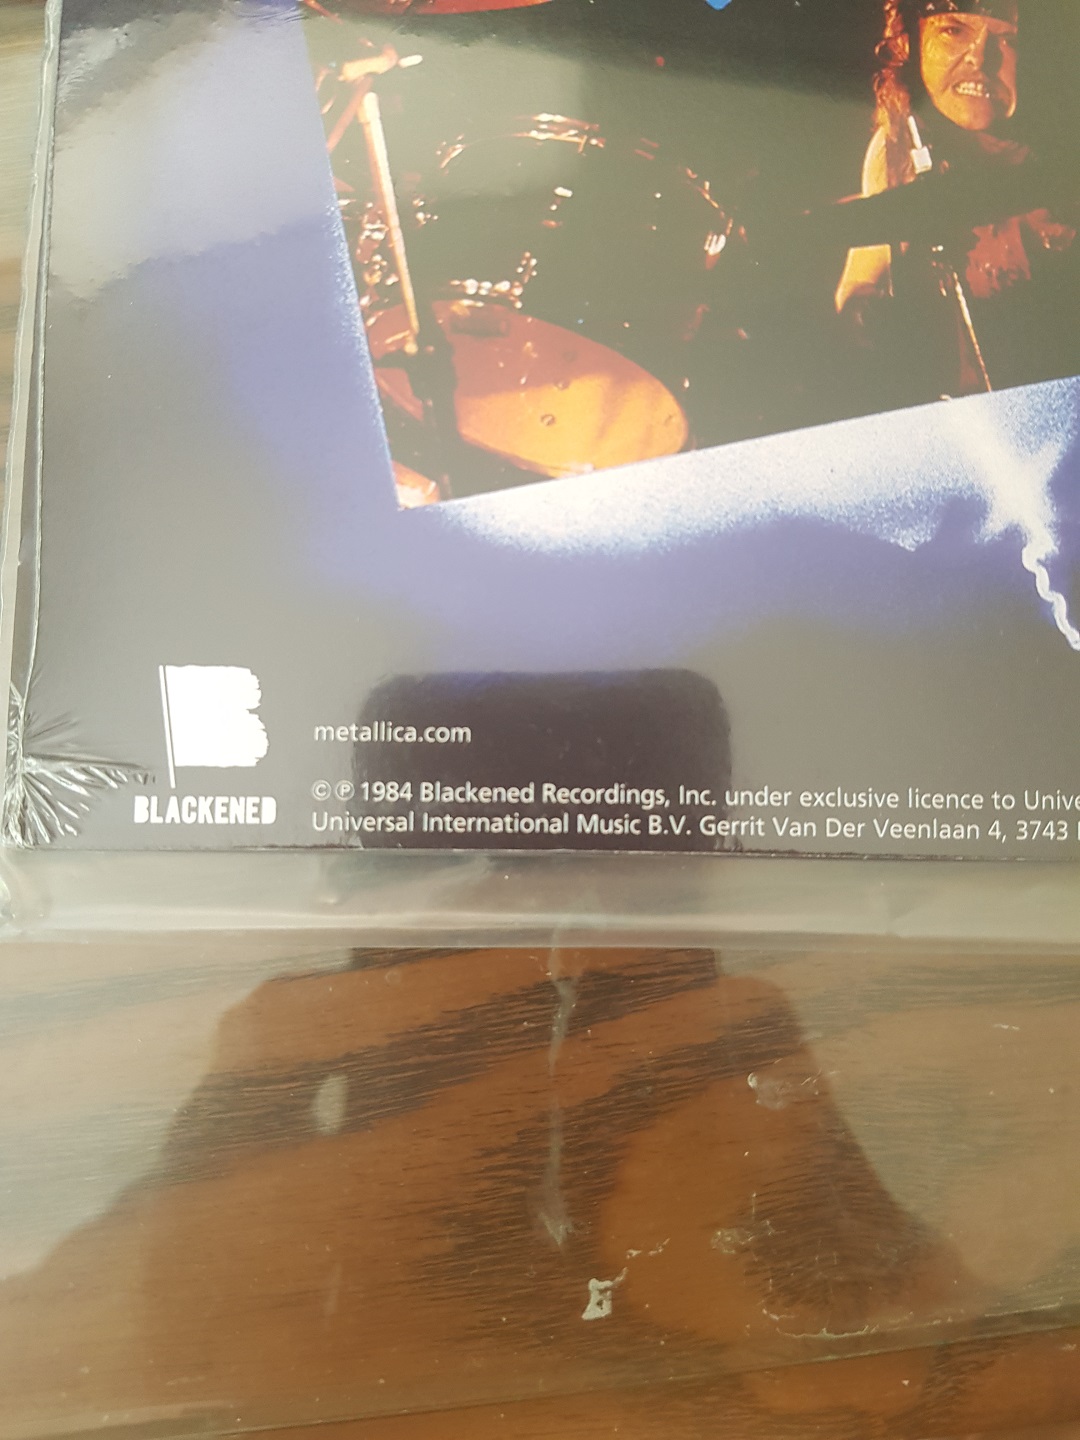 metallica.com
BLACKENED
©℗ 1984 Blackened Recordings, Inc. under exclusive licence to
Universal International Music B.V. Gerrit Van Der Veenlaan 4, 3743